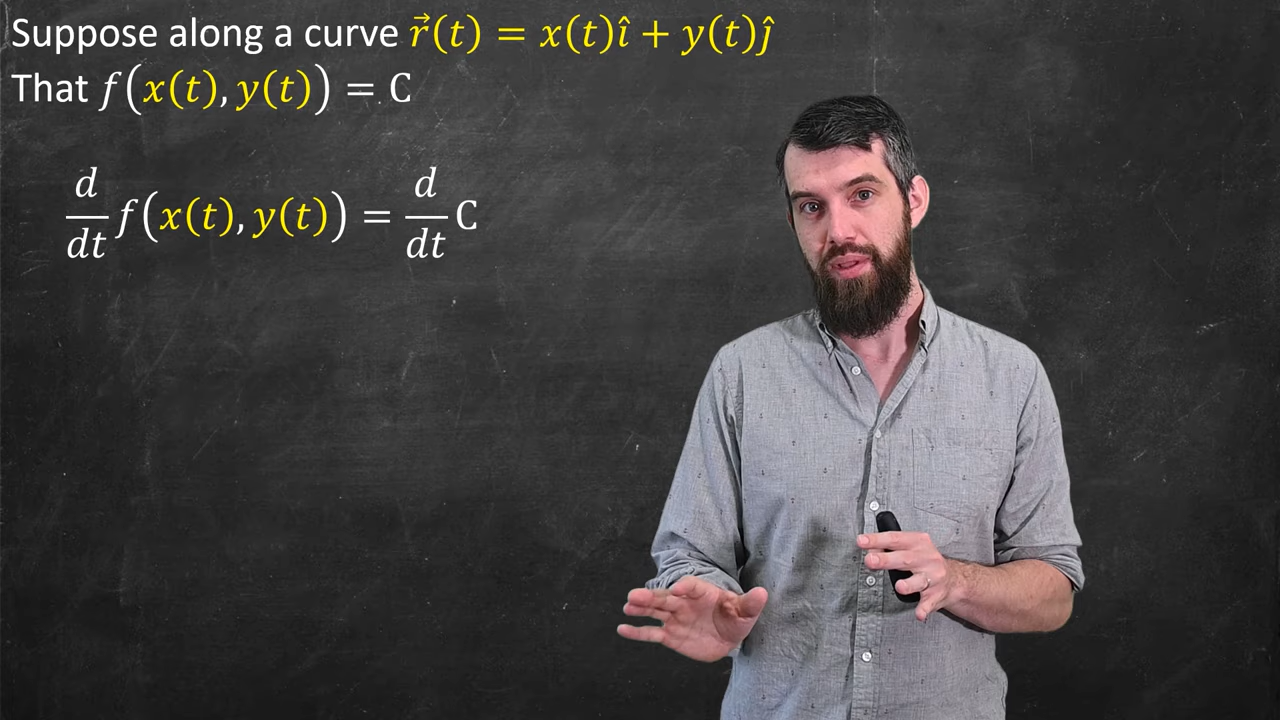 Suppose along a curve r⃗(t) = x(t)î + y(t)ĵ
That f(x(t), y(t)) = C
d/dt f(x(t), y(t)) = d/dt C